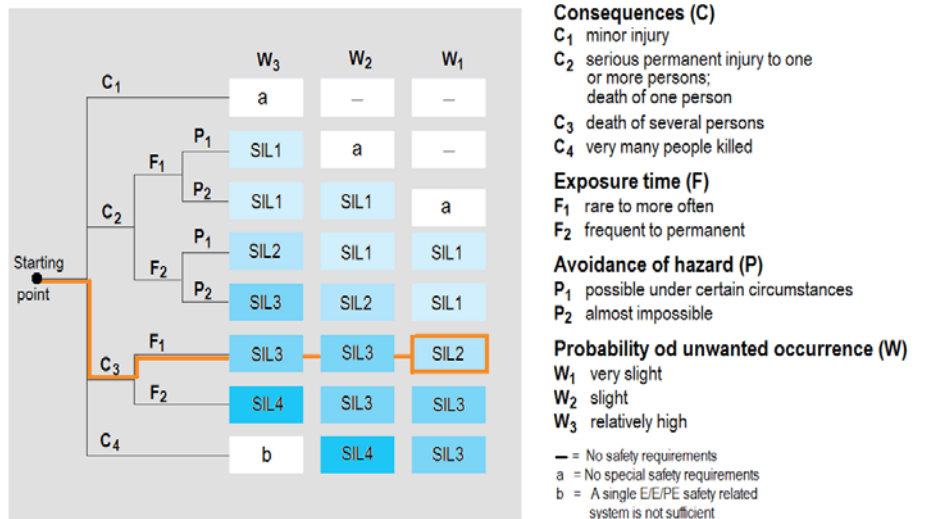 W3 W2 W1
C1 a – –
P1 SIL1 a –
F1
P2 SIL1 SIL1 a
C2
P1 SIL2 SIL1 SIL1
F2
P2 SIL3 SIL2 SIL1
Starting
point
F1 SIL3 SIL3 SIL2
C3
F2 SIL4 SIL3 SIL3
C4 b SIL4 SIL3
Consequences (C)
C1 minor injury
C2 serious permanent injury to one
or more persons;
death of one person
C3 death of several persons
C4 very many people killed
Exposure time (F)
F1 rare to more often
F2 frequent to permanent
Avoidance of hazard (P)
P1 possible under certain circumstances
P2 almost impossible
Probability od unwanted occurrence (W)
W1 very slight
W2 slight
W3 relatively high
– = No safety requirements
a = No special safety requirements
b = A single E/E/PE safety related
system is not sufficient